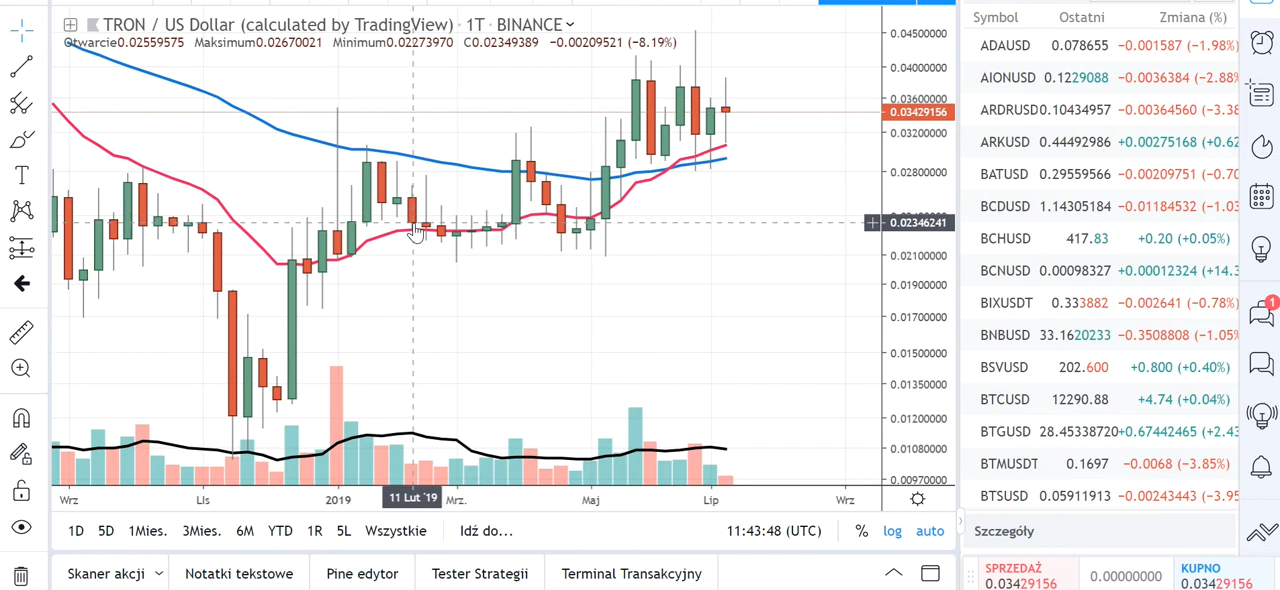 TRON / US Dollar (calculated by TradingView) · 1T · BINANCE
Otwarcie0.02559575 Maksimum0.02670021 Minimum0.02273970 C0.02349389 −0.00209521 (−8.19%)
0.04500000
0.04000000
0.03600000
0.03429156
0.03200000
0.02800000
0.02346241
0.02100000
0.01900000
0.01700000
0.01500000
0.01350000
0.01200000
0.01080000
0.00970000
Wrz Lis 2019 11 Lut '19 Mrz. Maj Lip Wrz
1D 5D 1Mies. 3Mies. 6M YTD 1R 5L Wszystkie Idź do... 11:43:48 (UTC) % log auto
Skaner akcji Notatki tekstowe Pine edytor Tester Strategii Terminal Transakcyjny
Symbol Ostatni Zmiana (%)
ADAUSD 0.078655 −0.001587 (−1.98%)
AIONUSD 0.1229088 −0.0036384 (−2.88%
ARDRUSD0.10434957 −0.00364560 (−3.38
ARKUSD 0.44492986 +0.00275168 (+0.62
BATUSD 0.29559566 −0.00209751 (−0.70
BCDUSD 1.14305184 −0.01184532 (−1.03
BCHUSD 417.83 +0.20 (+0.05%)
BCNUSD 0.00098327 +0.00012324 (+14.3
BIXUSDT 0.333882 −0.002641 (−0.78%)
BNBUSD 33.1620233 −0.3508808 (−1.05%
BSVUSD 202.600 +0.800 (+0.40%)
BTCUSD 12290.88 +4.74 (+0.04%)
BTGUSD 28.45338720+0.67442465 (+2.43
BTMUSDT 0.1697 −0.0068 (−3.85%)
BTSUSD 0.05911913 −0.00243443 (−3.95
Szczegóły
SPRZEDAŻ
0.03429156
0.00000000
KUPNO
0.03429156
1